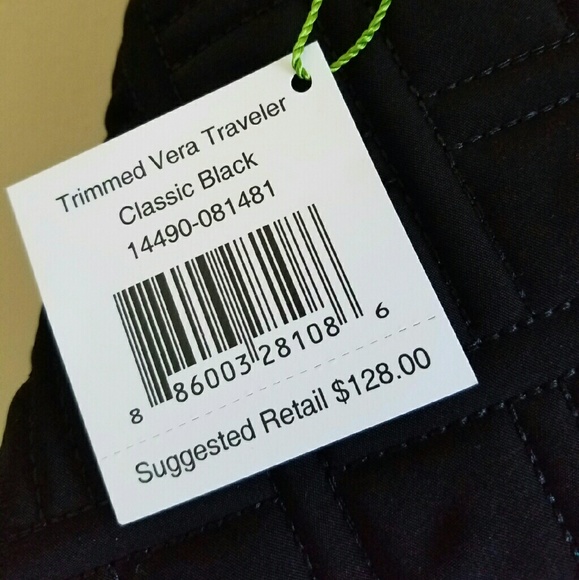 Trimmed Vera Traveler
Classic Black
14490-081481
8 86003 28108 6
Suggested Retail $128.00